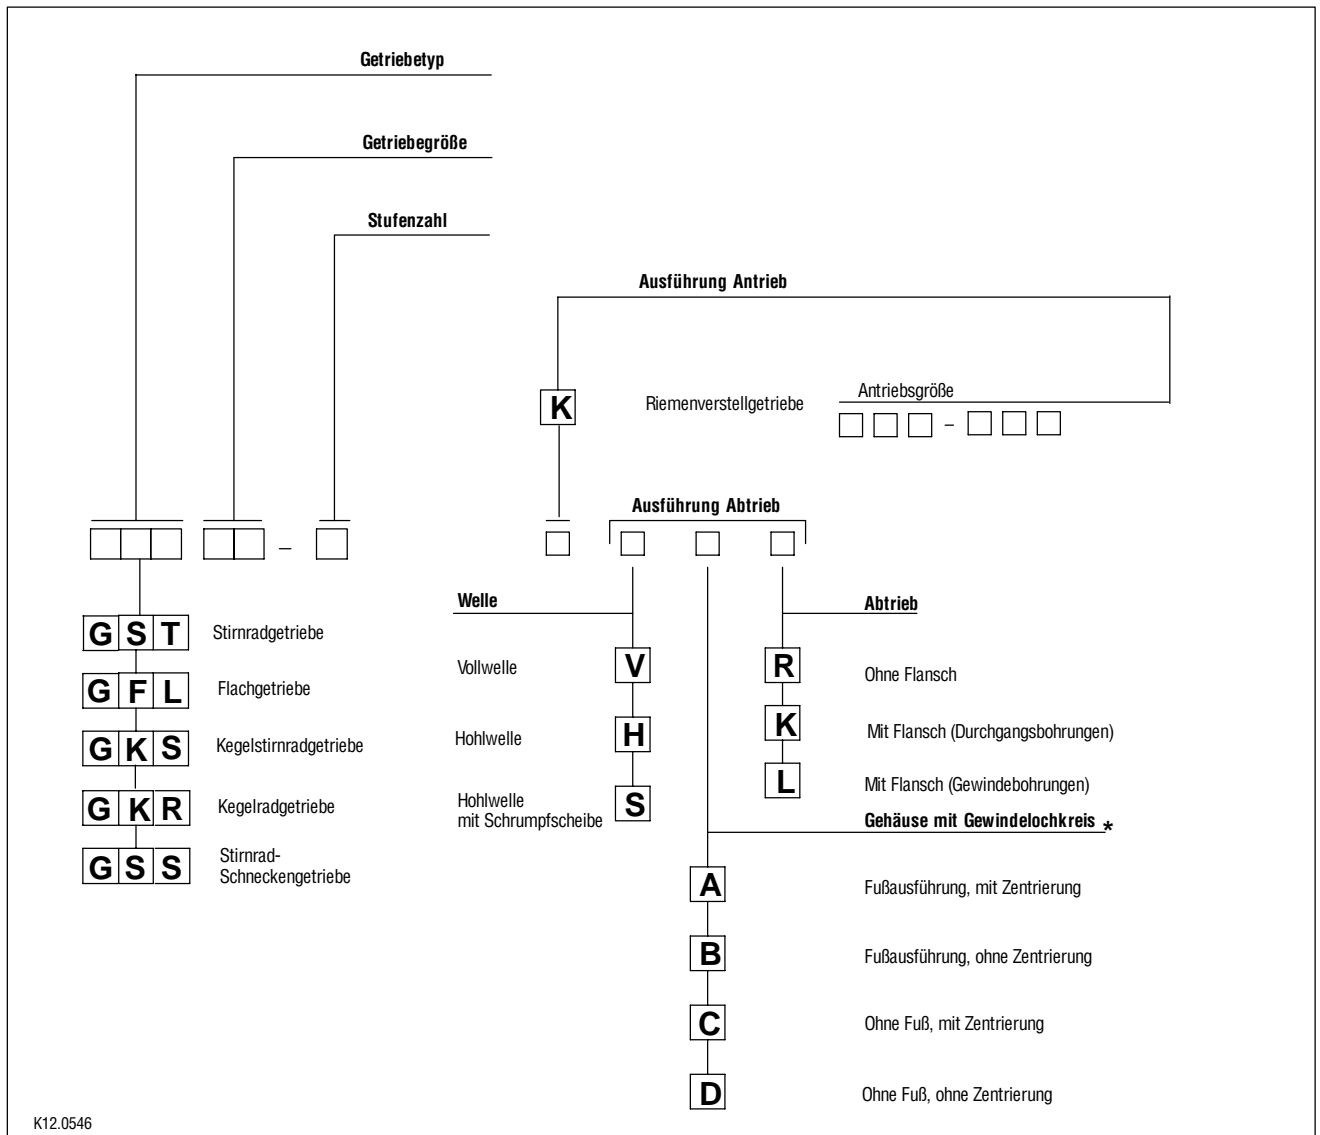 Getriebetyp
Getriebegröße
Stufenzahl
Ausführung Antrieb
K Riemenverstellgetriebe Antriebsgröße
–
Ausführung Abtrieb
–
Welle Abtrieb
G S T Stirnradgetriebe
Vollwelle V R Ohne Flansch
G F L Flachgetriebe
G K S Kegelstirnradgetriebe Hohlwelle H K Mit Flansch (Durchgangsbohrungen)
L Mit Flansch (Gewindebohrungen)
G K R Kegelradgetriebe Hohlwelle S
mit Schrumpfscheibe
Gehäuse mit Gewindelochkreis *
G S S Stirnrad-
Schneckengetriebe
A Fußausführung, mit Zentrierung
B Fußausführung, ohne Zentrierung
C Ohne Fuß, mit Zentrierung
D Ohne Fuß, ohne Zentrierung
K12.0546